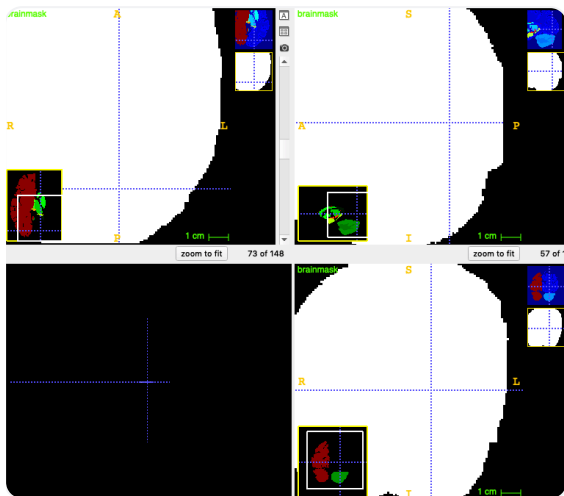 brainmask
A
A
R
L
P
1 cm
zoom to fit
73 of 148
brainmask
S
A
P
I
1 cm
zoom to fit
57 of
brainmask
S
R
L
I
1 cm